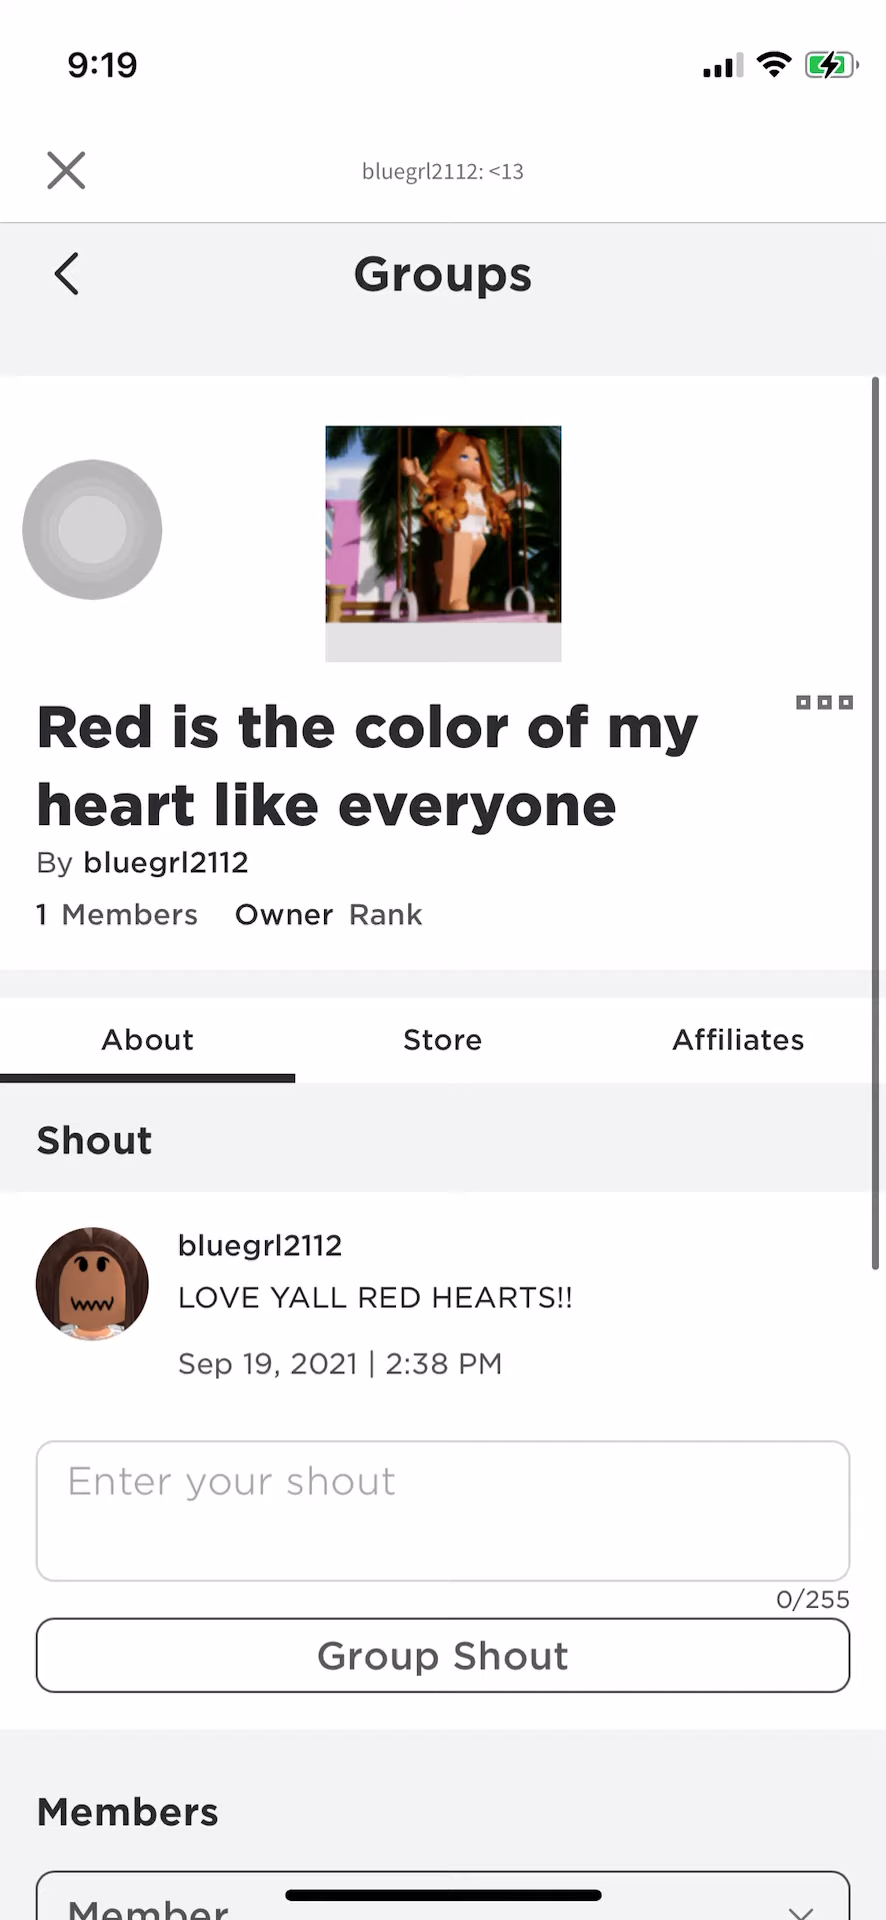 9:19
bluegrl2112: <13
Groups
Red is the color of my
heart like everyone
By bluegrl2112
1 Members Owner Rank
About Store Affiliates
Shout
bluegrl2112
LOVE YALL RED HEARTS!!
Sep 19, 2021 | 2:38 PM
Enter your shout
0/255
Group Shout
Members
Member